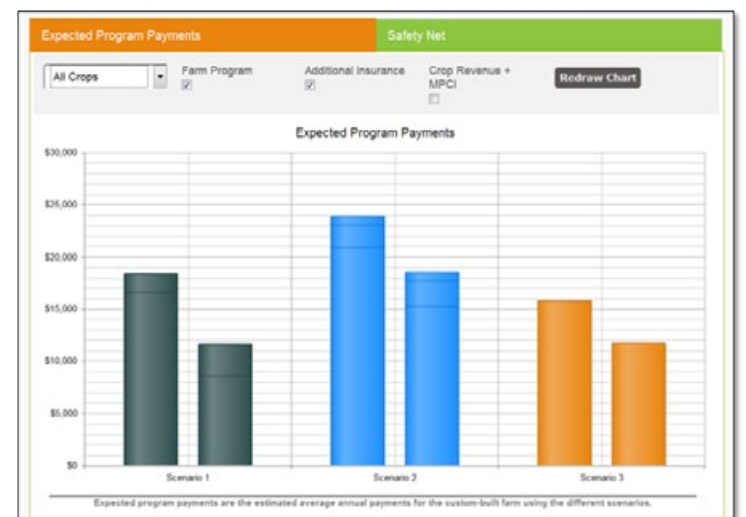 Expected Program Payments
Safety Net
All Crops
Farm Program
Additional Insurance
Crop Revenue +
MPCI
Redraw Chart
Expected Program Payments
$30,000
$25,000
$20,000
$15,000
$10,000
$5,000
$0
Scenario 1
Scenario 2
Scenario 3
Expected program payments are the estimated average annual payments for the custom-built farm using the different scenarios.